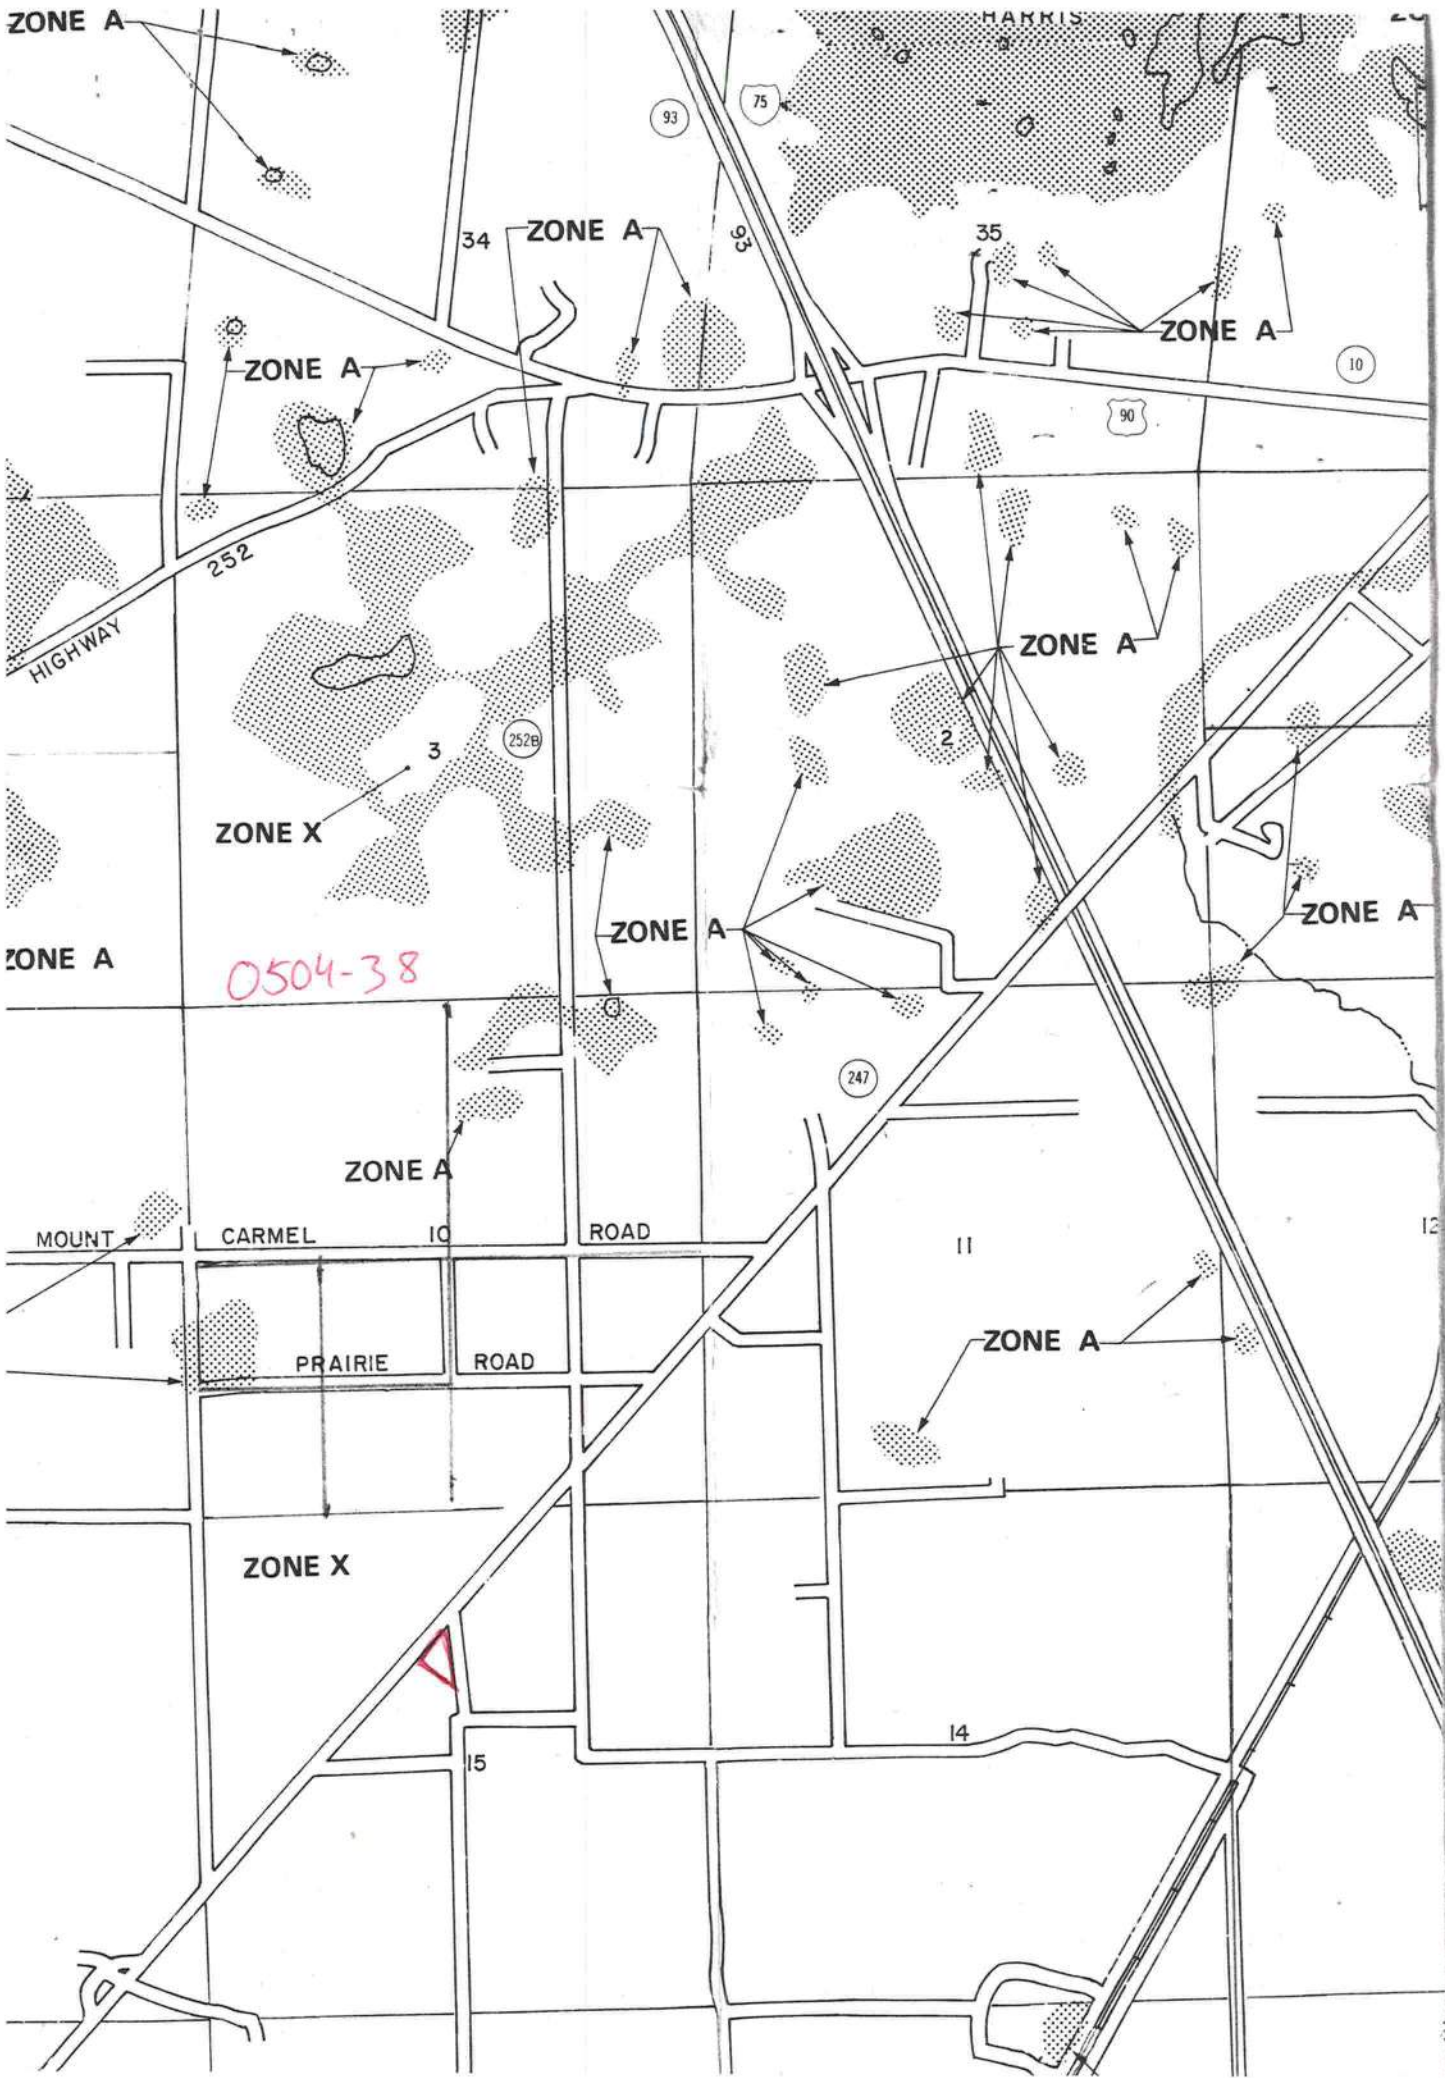 HARRIS
ZONE A
93
75
34
ZONE A
93
35
ZONE A
ZONE A
10
90
252
HIGHWAY
ZONE A
252B
3
2
ZONE X
ZONE A
ZONE A
ZONE A
0504-38
247
ZONE A
MOUNT CARMEL 10 ROAD
11
12
ZONE A
PRAIRIE ROAD
ZONE X
14
15